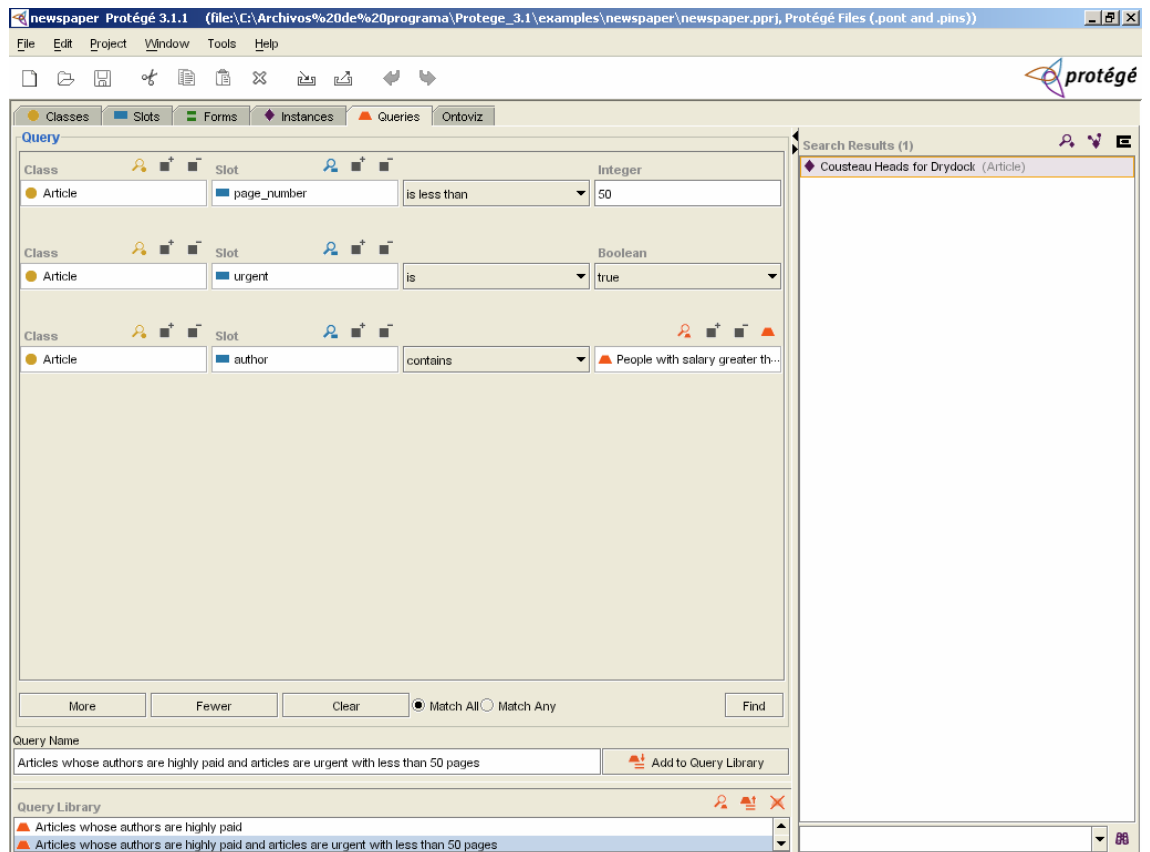 newspaper Protégé 3.1.1 (file:\C:\Archivos%20de%20programa\Protege_3.1\examples\newspaper\newspaper.pprj, Protégé Files (.pont and .pins))
File Edit Project Window Tools Help
protégé
Classes Slots Forms Instances Queries Ontoviz
Query
Class Slot Integer
Article page_number is less than 50
Class Slot Boolean
Article urgent is true
Class Slot
Article author contains People with salary greater th...
More Fewer Clear Match All Match Any Find
Query Name
Articles whose authors are highly paid and articles are urgent with less than 50 pages Add to Query Library
Query Library
Articles whose authors are highly paid
Articles whose authors are highly paid and articles are urgent with less than 50 pages
Search Results (1)
Cousteau Heads for Drydock (Article)